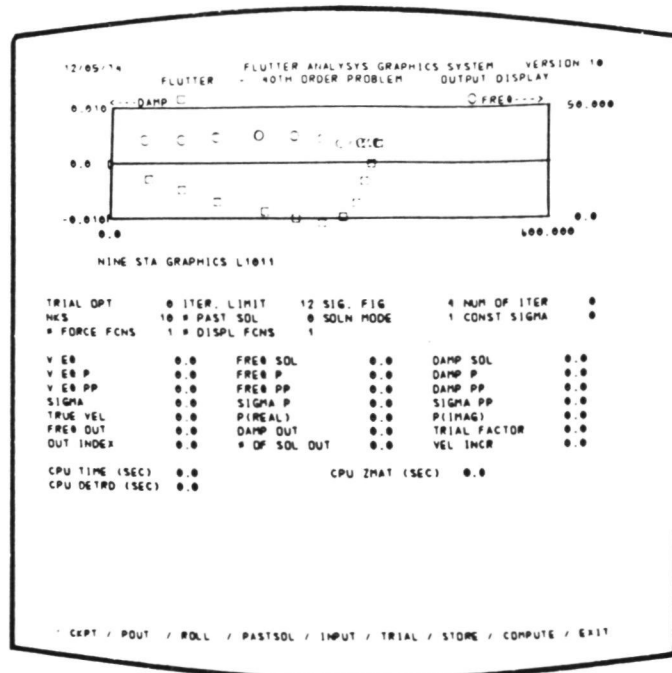 12/05/74 FLUTTER ANALYSYS GRAPHICS SYSTEM VERSION 10
FLUTTER - 40TH ORDER PROBLEM OUTPUT DISPLAY
<---DAMP □ ○ FREQ--->
0.010 50.000
0.0
-0.010 0.0
0.0 600.000
NINE STA GRAPHICS L1011
TRIAL OPT 0 ITER. LIMIT 12 SIG. FIG 4 NUM OF ITER 0
NKS 10 # PAST SOL 0 SOLN MODE 1 CONST SIGMA 0
# FORCE FCNS 1 # DISPL FCNS 1
V EQ 0.0 FREQ SOL 0.0 DAMP SOL 0.0
V EQ P 0.0 FREQ P 0.0 DAMP P 0.0
V EQ PP 0.0 FREQ PP 0.0 DAMP PP 0.0
SIGMA 0.0 SIGMA P 0.0 SIGMA PP 0.0
TRUE VEL 0.0 P(REAL) 0.0 P(IMAG) 0.0
FREQ OUT 0.0 DAMP OUT 0.0 TRIAL FACTOR 0.0
OUT INDEX 0.0 # OF SOL OUT 0.0 VEL INCR 0.0
CPU TIME (SEC) 0.0 CPU ZMAT (SEC) 0.0
CPU DETRD (SEC) 0.0
CKPT / POUT / ROLL / PASTSOL / INPUT / TRIAL / STORE / COMPUTE / EXIT